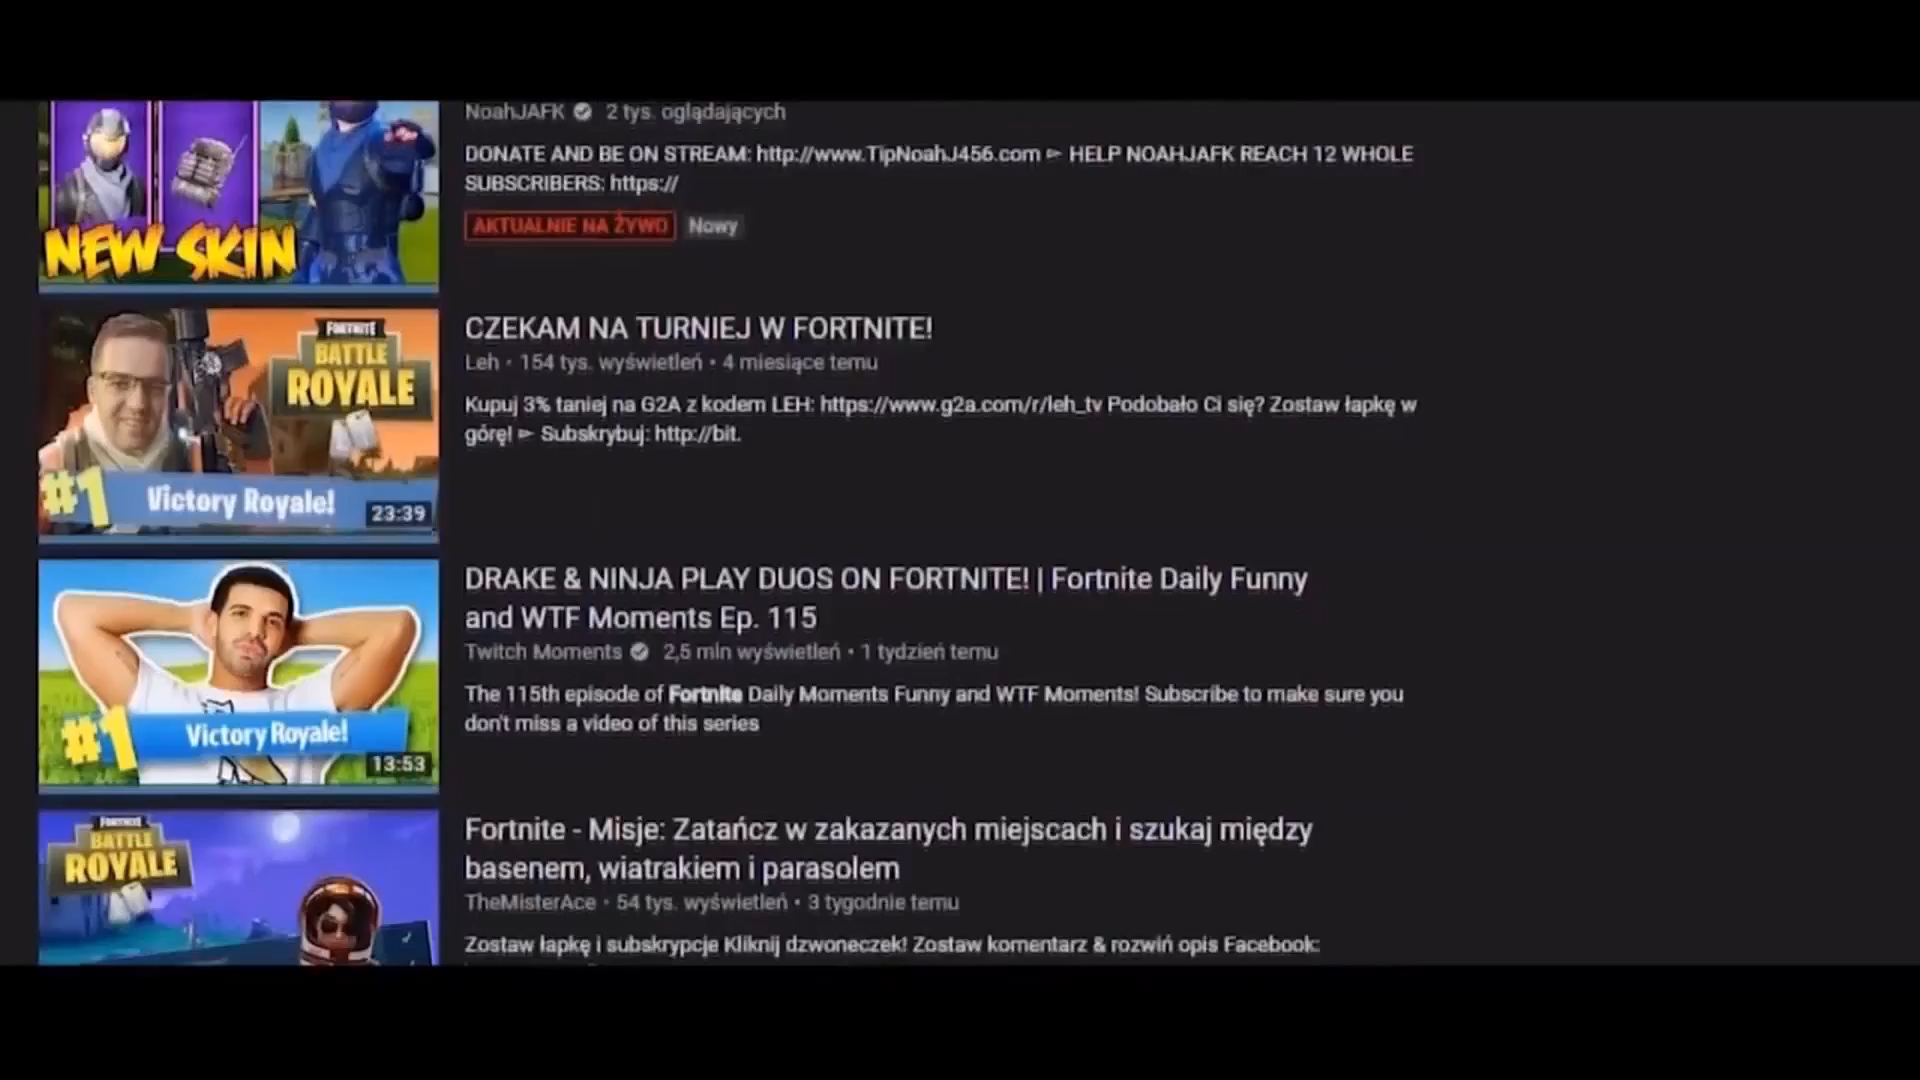 NoahJAFK 2 tys. oglądających
DONATE AND BE ON STREAM: http://www.TipNoahJ456.com ► HELP NOAHJAFK REACH 12 WHOLE
SUBSCRIBERS: https://
AKTUALNIE NA ŻYWO Nowy
NEW SKIN
CZEKAM NA TURNIEJ W FORTNITE!
Leh • 154 tys. wyświetleń • 4 miesiące temu
Kupuj 3% taniej na G2A z kodem LEH: https://www.g2a.com/r/leh_tv Podobało Ci się? Zostaw łapkę w
górę! ► Subskrybuj: http://bit.
FORTNITE
BATTLE
ROYALE
#1 Victory Royale!
23:39
DRAKE & NINJA PLAY DUOS ON FORTNITE! | Fortnite Daily Funny
and WTF Moments Ep. 115
Twitch Moments 2,5 mln wyświetleń • 1 tydzień temu
The 115th episode of Fortnite Daily Moments Funny and WTF Moments! Subscribe to make sure you
don't miss a video of this series
#1 Victory Royale!
13:53
Fortnite - Misje: Zatańcz w zakazanych miejscach i szukaj między
basenem, wiatrakiem i parasolem
TheMisterAce • 54 tys. wyświetleń • 3 tygodnie temu
Zostaw łapkę i subskrypcje Kliknij dzwoneczek! Zostaw komentarz & rozwiń opis Facebook:
FORTNITE
BATTLE
ROYALE